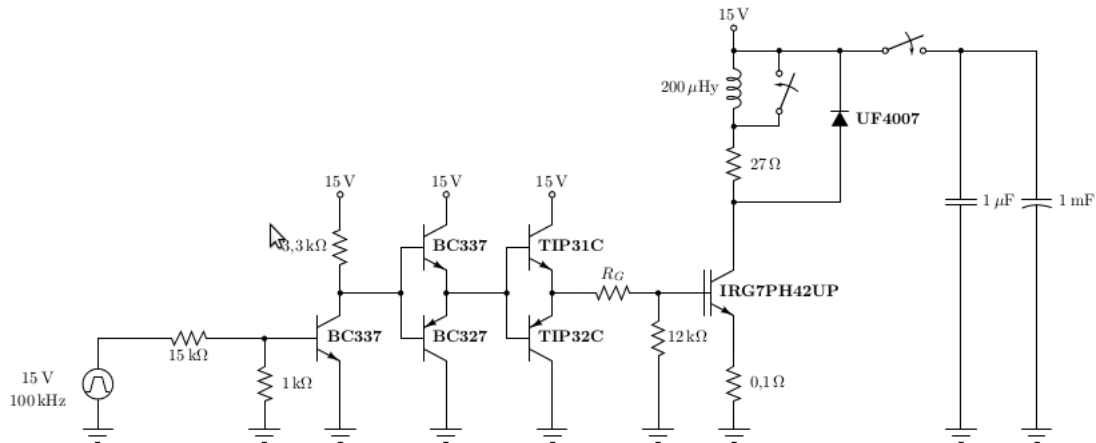 15 V
200 µHy
UF4007
27 Ω
1 µF
1 mF
15 V
15 V
15 V
3,3 kΩ
BC337
TIP31C
R_G
IRG7PH42UP
15 kΩ
BC337
BC327
TIP32C
12 kΩ
1 kΩ
0,1 Ω
15 V
100 kHz